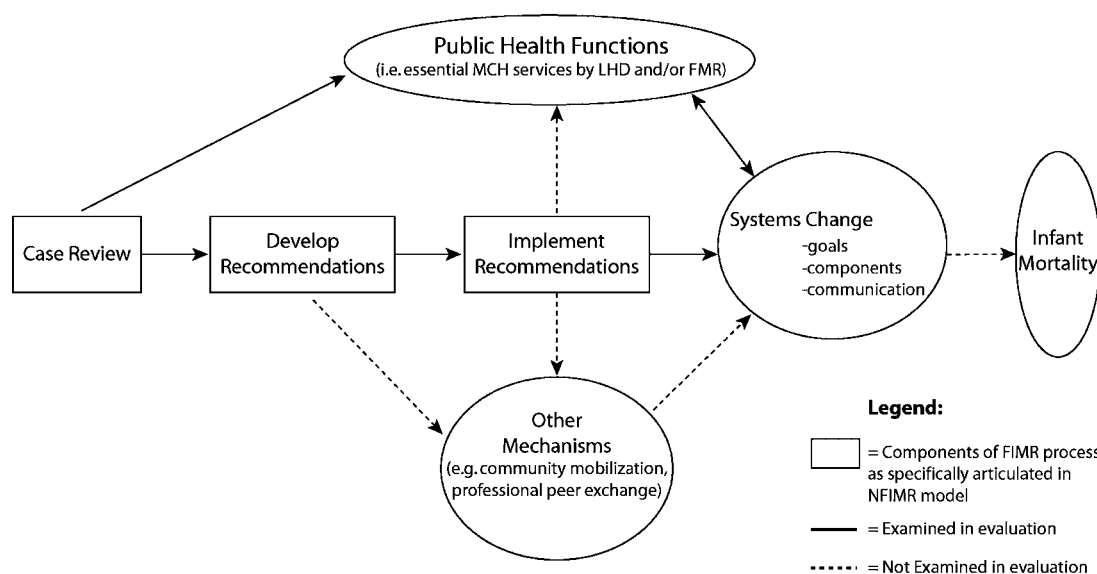 Public Health Functions
(i.e. essential MCH services by LHD and/or FMR)
Case Review
Develop
Recommendations
Implement
Recommendations
Systems Change
-goals
-components
-communication
Infant
Mortality
Other
Mechanisms
(e.g. community mobilization,
professional peer exchange)
Legend:
= Components of FIMR process
as specifically articulated in
NFIMR model
= Examined in evaluation
= Not Examined in evaluation